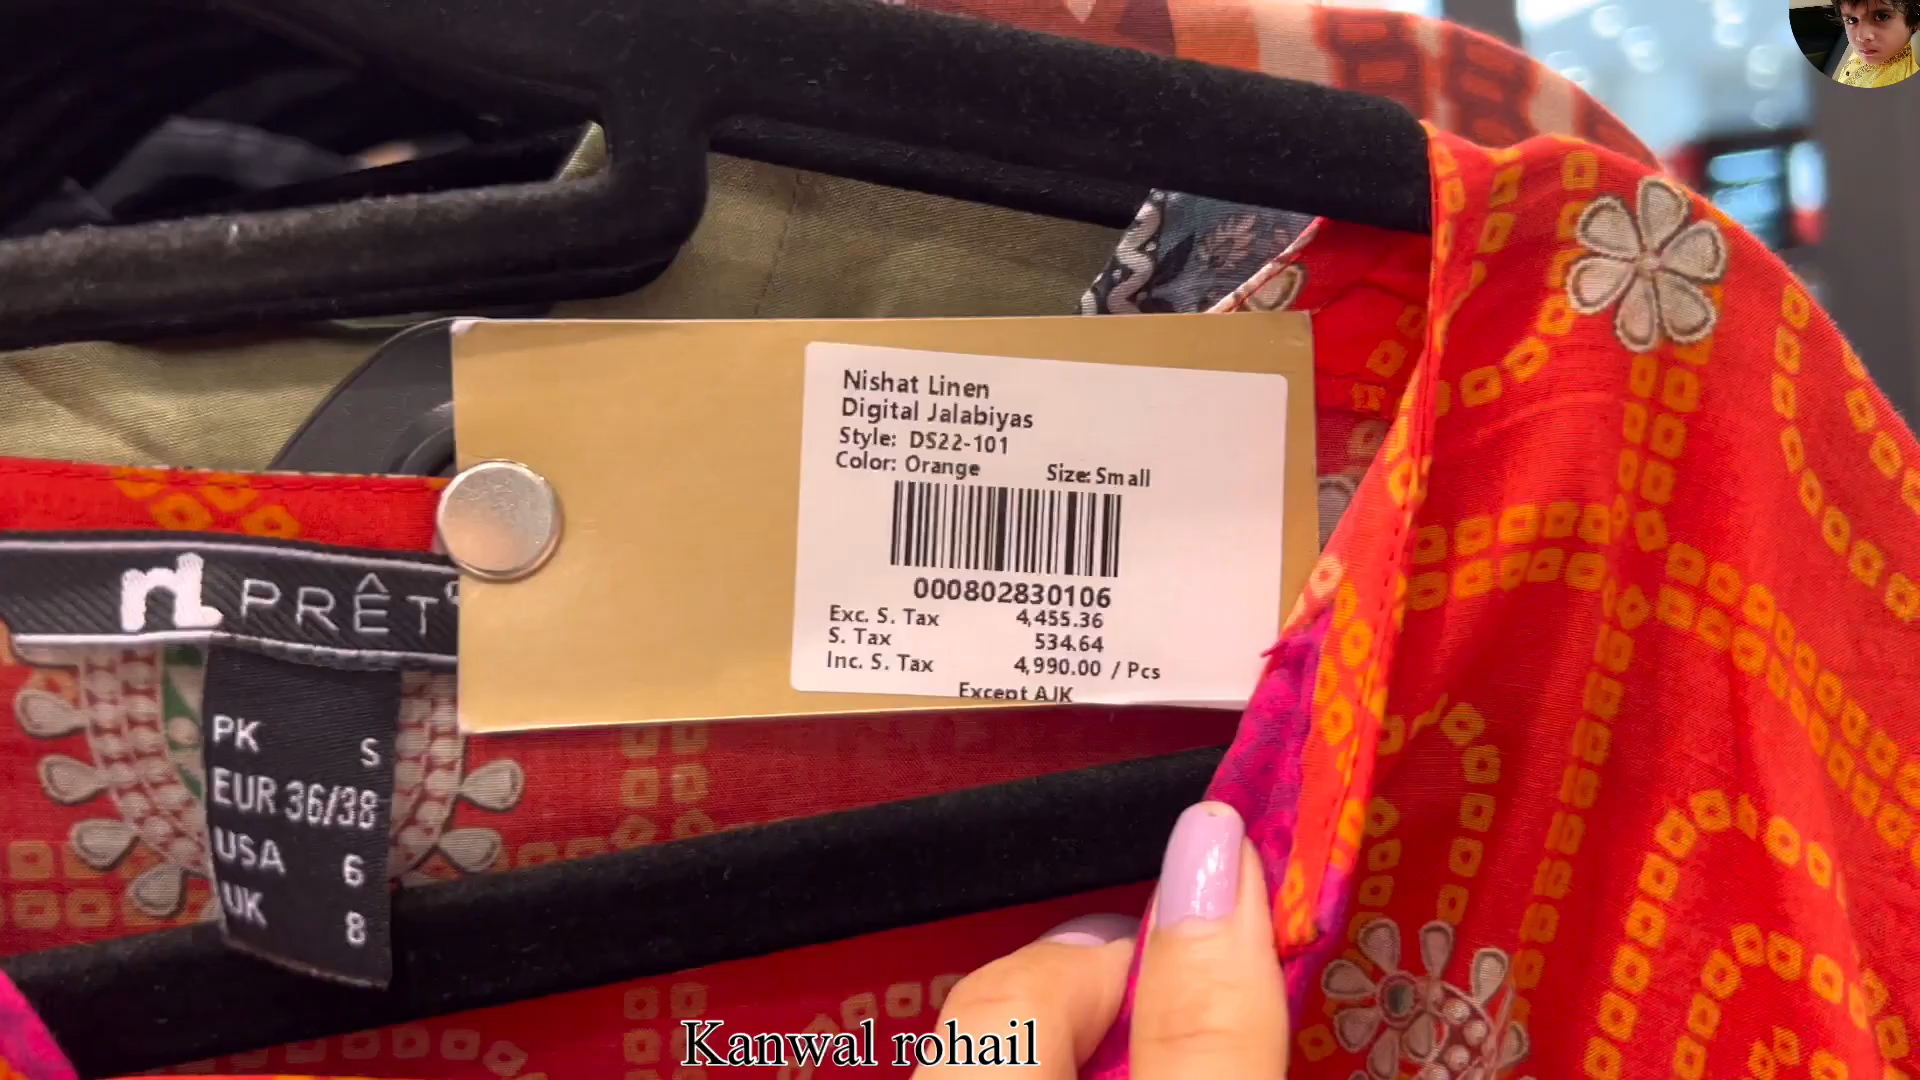 Nishat Linen
Digital Jalabiyas
Style: DS22-101
Color: Orange Size: Small
000802830106
Exc. S. Tax 4,455.36
S. Tax 534.64
Inc. S. Tax 4,990.00 / Pcs
Except AJK
nL PRÊT
PK S
EUR 36/38
USA 6
UK 8
Kanwal rohail